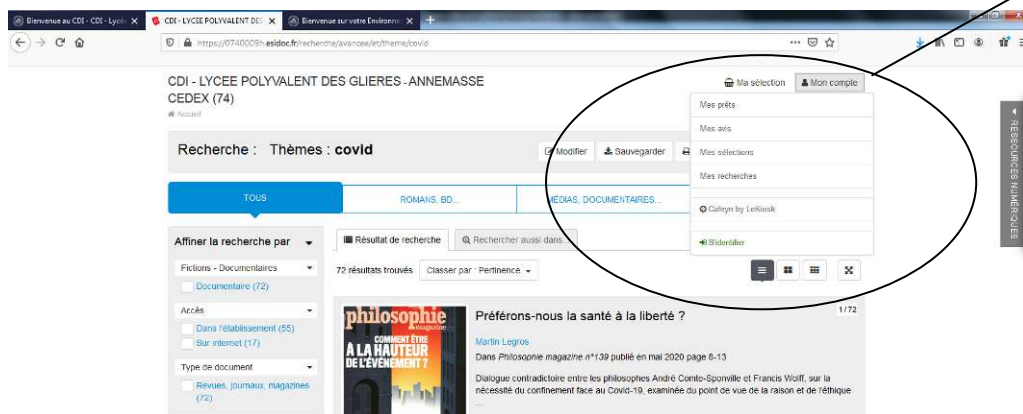 Bienvenue au CDI - CDI - Lycée
CDI - LYCEE POLYVALENT DES
Bienvenue sur votre Environne
https://0740009h.esidoc.fr/recherche/avancee/et/theme/covid
CDI - LYCEE POLYVALENT DES GLIERES - ANNEMASSE
CEDEX (74)
Accueil
Ma sélection
Mon compte
Mes prêts
Mes avis
Mes sélections
Mes recherches
Cafeyn by LeKiosk
S'identifier
RESSOURCES NUMÉRIQUES
Recherche : Thèmes : covid
Modifier
Sauvegarder
TOUS
ROMANS, BD...
MÉDIAS, DOCUMENTAIRES...
Affiner la recherche par
Fictions - Documentaires
Documentaire (72)
Accès
Dans l'établissement (55)
Sur internet (17)
Type de document
Revues, journaux, magazines
(72)
Résultat de recherche
Rechercher aussi dans...
72 résultats trouvés
Classer par : Pertinence
philosophie
magazine
COMMENT ÊTRE
À LA HAUTEUR
DE L'ÉVÉNEMENT ?
Préférons-nous la santé à la liberté ?
1/72
Martin Legros
Dans Philosophie magazine n°139 publié en mai 2020 page 8-13
Dialogue contradictoire entre les philosophes André Comte-Sponville et Francis Wolff, sur la
nécessité du confinement face au Covid-19, examinée du point de vue de la raison et de l'éthique
...